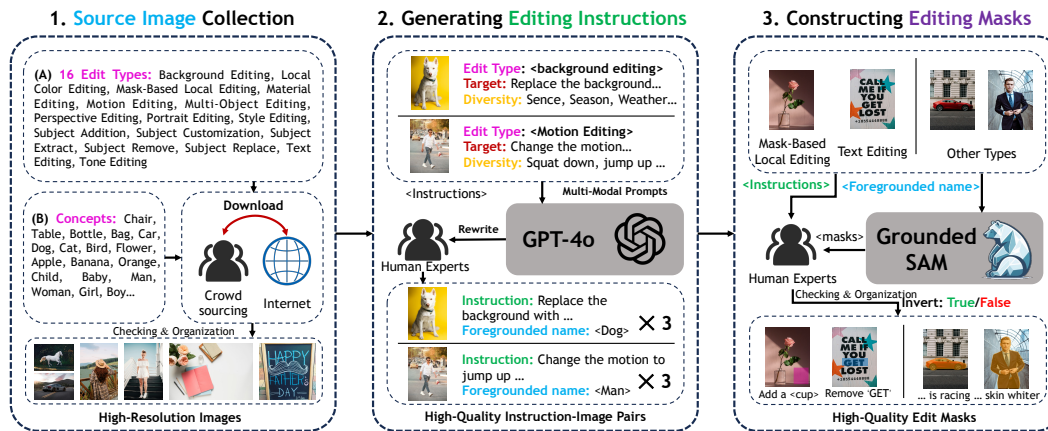 1. Source Image Collection
(A) 16 Edit Types: Background Editing, Local
Color Editing, Mask-Based Local Editing, Material
Editing, Motion Editing, Multi-Object Editing,
Perspective Editing, Portrait Editing, Style Editing,
Subject Addition, Subject Customization, Subject
Extract, Subject Remove, Subject Replace, Text
Editing, Tone Editing
(B) Concepts: Chair,
Table, Bottle, Bag, Car,
Dog, Cat, Bird, Flower,
Apple, Banana, Orange,
Child, Baby, Man,
Woman, Girl, Boy...
Download
Crowd
sourcing
Internet
Checking & Organization
HAPPY
FATHER'S
DAY
High-Resolution Images
2. Generating Editing Instructions
Edit Type: <background editing>
Target: Replace the background...
Diversity: Sence, Season, Weather...
Edit Type: <Motion Editing>
Target: Change the motion...
Diversity: Squat down, jump up ...
<Instructions>
Multi-Modal Prompts
Rewrite
GPT-4o
Human Experts
Instruction: Replace the
background with ...
Foregrounded name: <Dog>
× 3
Instruction: Change the motion to
jump up ...
Foregrounded name: <Man>
× 3
High-Quality Instruction-Image Pairs
3. Constructing Editing Masks
CALL
ME IF
YOU
GET
LOST
Mask-Based
Local Editing
Text Editing
Other Types
<Instructions>
<Foregrounded name>
<masks>
Grounded
SAM
Human Experts
Checking & Organization
Invert: True/False
CALL
ME IF
YOU
GET
LOST
Add a <cup>
Remove 'GET'
... is racing
... skin whiter
High-Quality Edit Masks